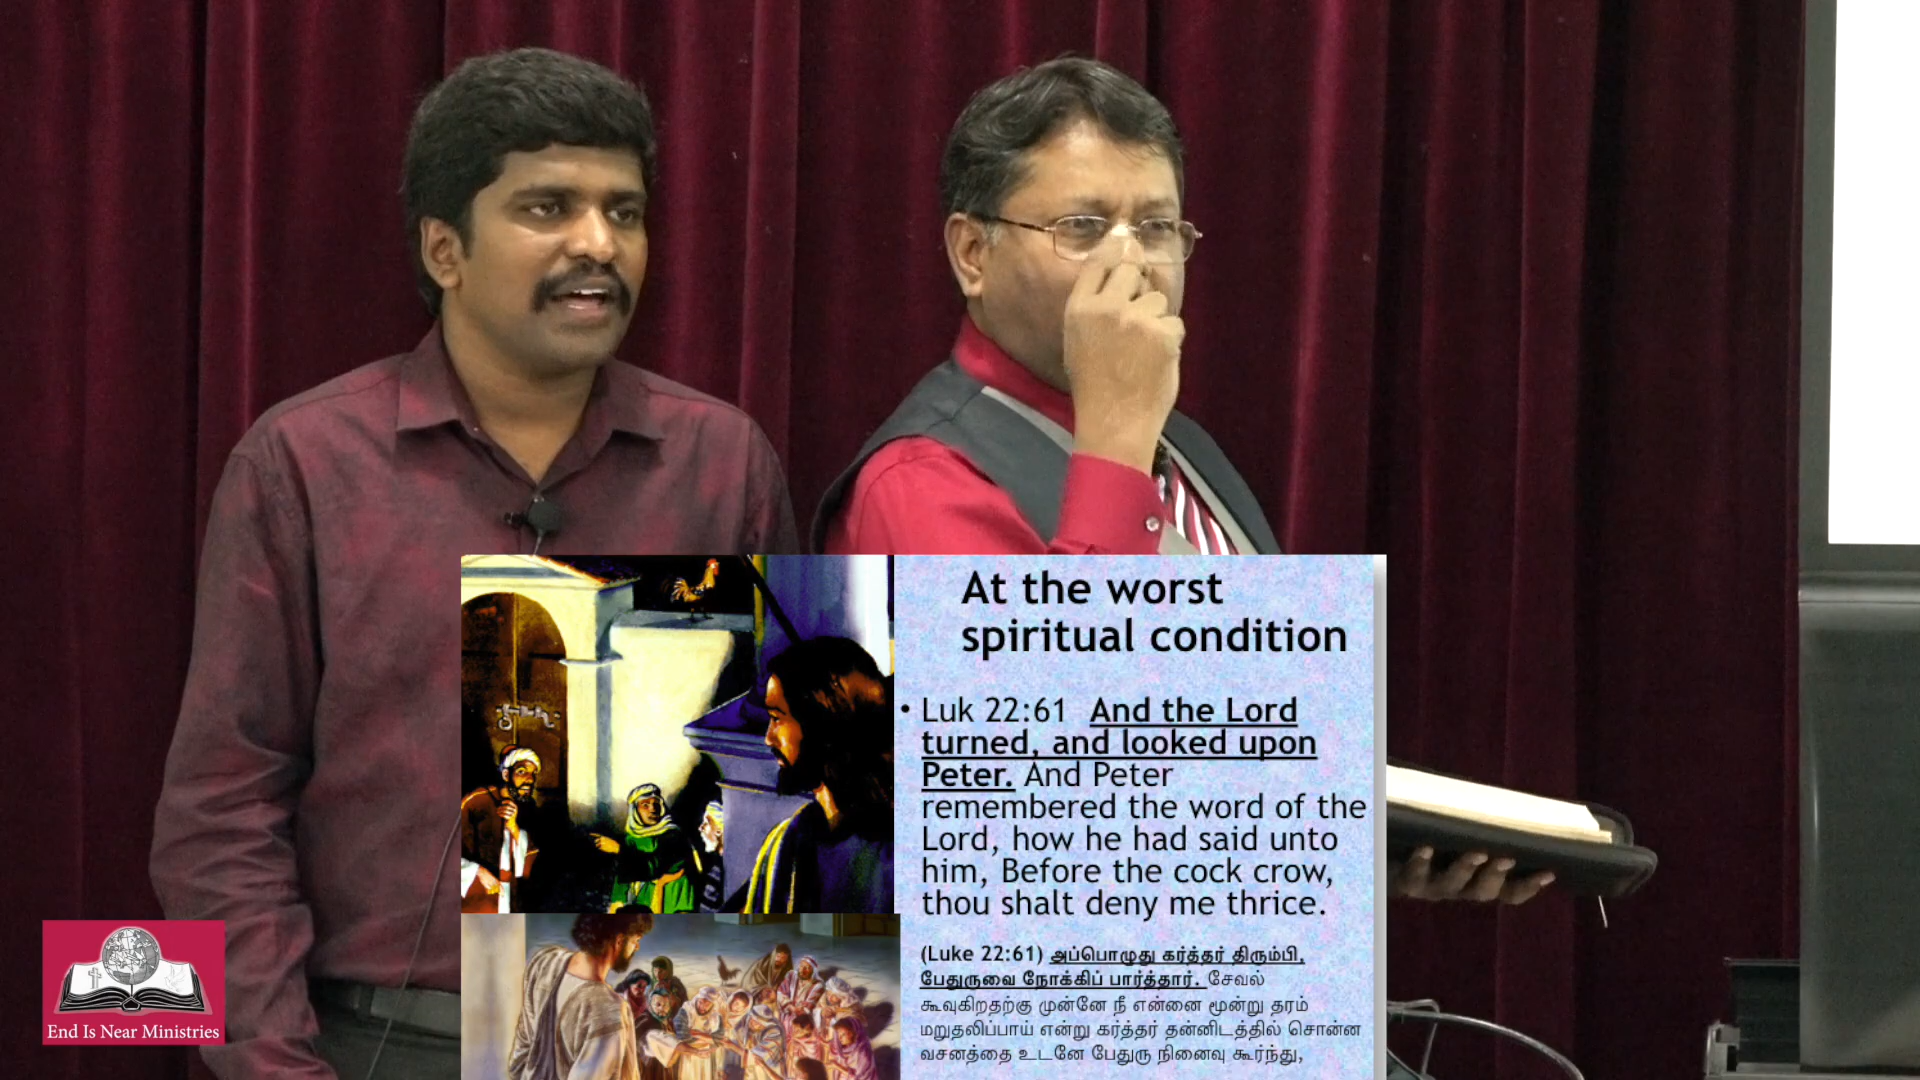 At the worst
spiritual condition
• Luk 22:61 And the Lord
turned, and looked upon
Peter. And Peter
remembered the word of the
Lord, how he had said unto
him, Before the cock crow,
thou shalt deny me thrice.
(Luke 22:61) அப்பொழுது கர்த்தர் திரும்பி,
பேதுருவை நோக்கிப் பார்த்தார். சேவல்
கூவுகிறதற்கு முன்னே நீ என்னை மூன்று தரம்
மறுதலிப்பாய் என்று கர்த்தர் தன்னிடத்தில் சொன்ன
வசனத்தை உடனே பேதுரு நினைவு கூர்ந்து,
End Is Near Ministries